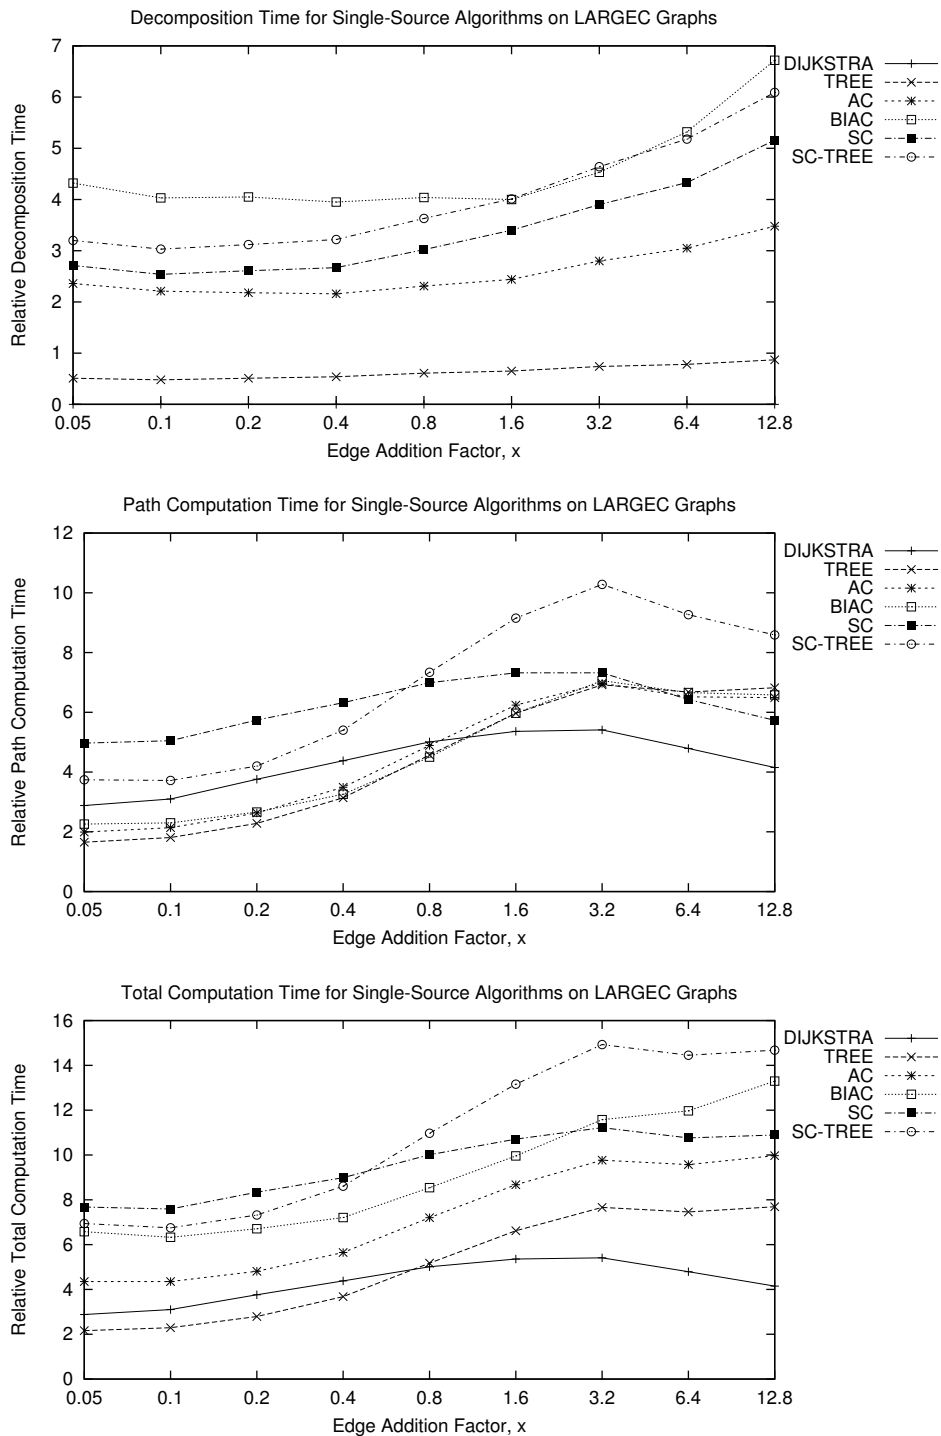 Decomposition Time for Single-Source Algorithms on LARGEC Graphs
7
6
5
4
3
2
1
0
Relative Decomposition Time
0.05 0.1 0.2 0.4 0.8 1.6 3.2 6.4 12.8
Edge Addition Factor, x
DIJKSTRA
TREE
AC
BIAC
SC
SC-TREE
Path Computation Time for Single-Source Algorithms on LARGEC Graphs
12
10
8
6
4
2
0
Relative Path Computation Time
0.05 0.1 0.2 0.4 0.8 1.6 3.2 6.4 12.8
Edge Addition Factor, x
DIJKSTRA
TREE
AC
BIAC
SC
SC-TREE
Total Computation Time for Single-Source Algorithms on LARGEC Graphs
16
14
12
10
8
6
4
2
0
Relative Total Computation Time
0.05 0.1 0.2 0.4 0.8 1.6 3.2 6.4 12.8
Edge Addition Factor, x
DIJKSTRA
TREE
AC
BIAC
SC
SC-TREE